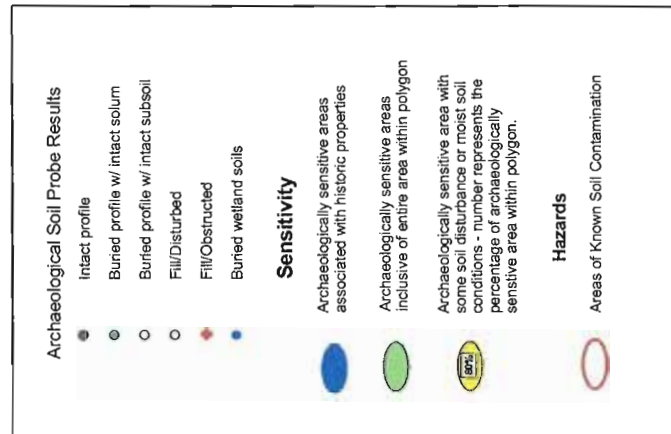 Archaeological Soil Probe Results
Intact profile
Buried profile w/ intact solum
Buried profile w/ intact subsoil
Fill/Disturbed
Fill/Obstructed
Buried wetland soils
Sensitivity
Archaeologically sensitive areas
associated with historic properties
Archaeologically sensitive areas
inclusive of entire area within polygon
80%
Archaeologically sensitive area with
some soil disturbance or moist soil
conditions - number represents the
percentage of archaeologically
senstive area within polygon.
Hazards
Areas of Known Soil Contamination